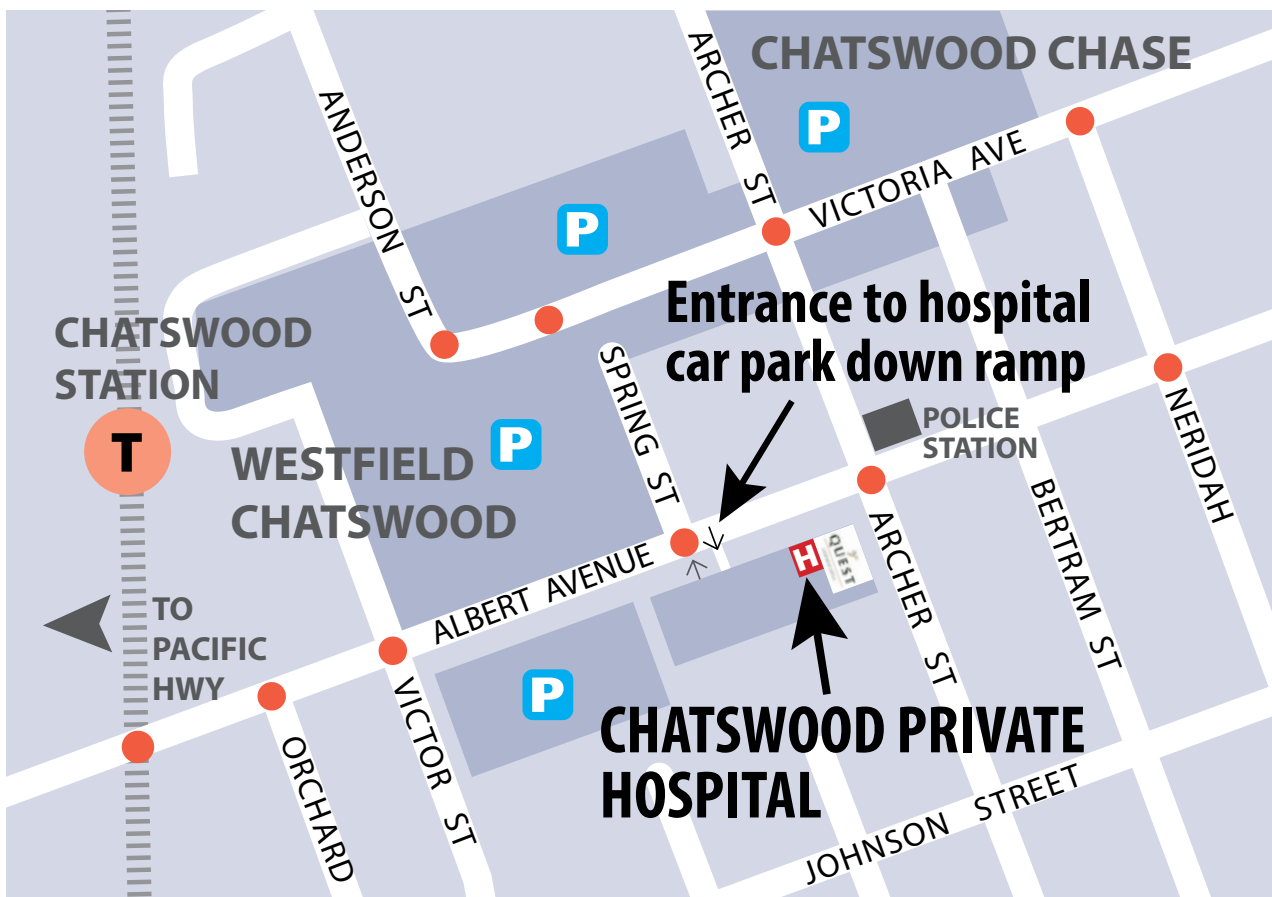 CHATSWOOD CHASE
ARCHER ST
P
ANDERSON ST
VICTORIA AVE
P
Entrance to hospital
car park down ramp
CHATSWOOD
STATION
T
SPRING ST
POLICE
STATION
NERIDAH
WESTFIELD
CHATSWOOD
P
BERTRAM ST
ARCHER ST
H
QUEST
ALBERT AVENUE
TO
PACIFIC
HWY
P
VICTOR ST
ORCHARD
CHATSWOOD PRIVATE
HOSPITAL
JOHNSON STREET